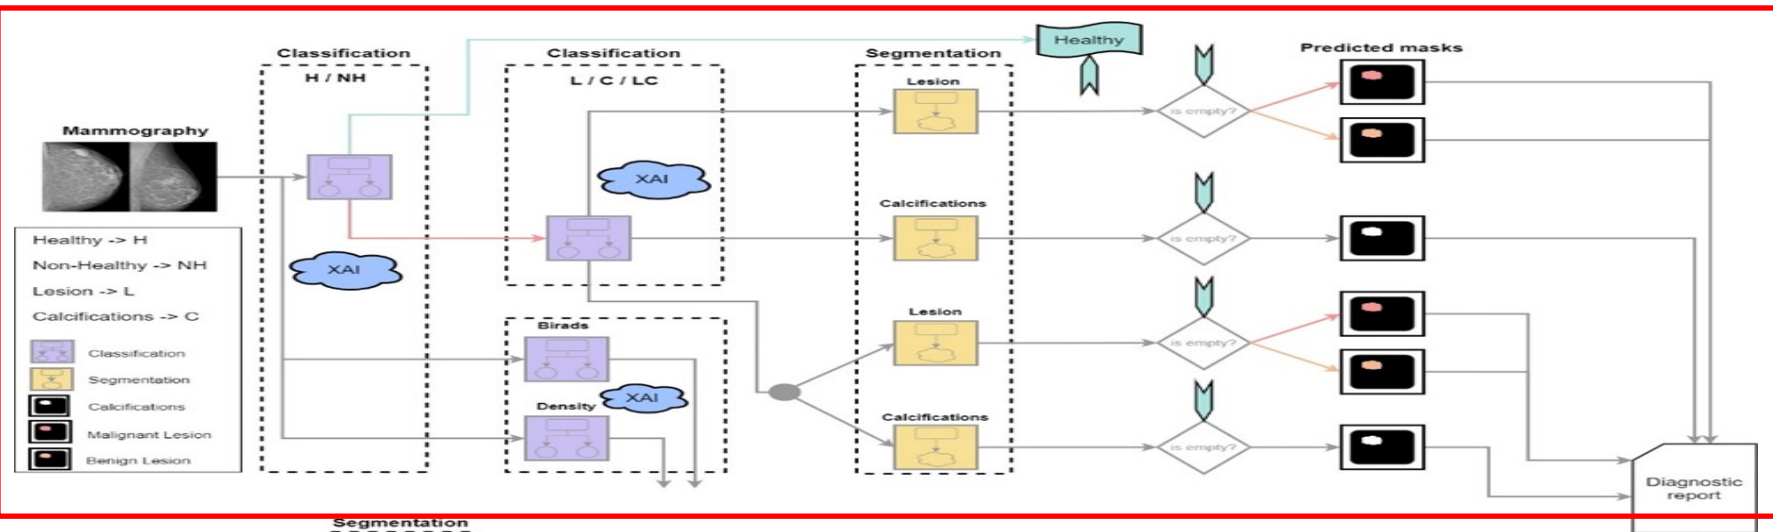 Classification
H / NH
Classification
L / C / LC
Segmentation
Healthy
Predicted masks
Lesion
is empty?
Mammography
XAI
Calcifications
is empty?
Healthy -> H
Non-Healthy -> NH
Lesion -> L
Calcifications -> C
XAI
Classification
Segmentation
Calcifications
Malignant Lesion
Benign Lesion
Birads
XAI
Density
Lesion
is empty?
Calcifications
is empty?
Diagnostic
report
Segmentation